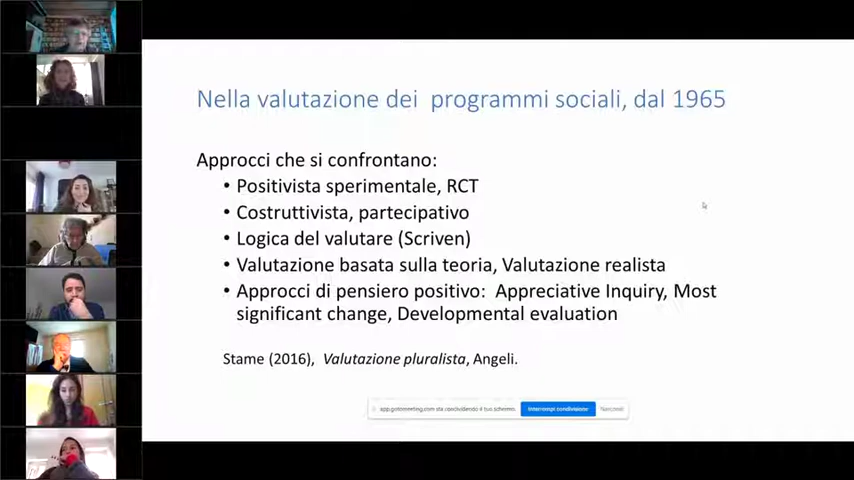 Nella valutazione dei programmi sociali, dal 1965
Approcci che si confrontano:
• Positivista sperimentale, RCT
• Costruttivista, partecipativo
• Logica del valutare (Scriven)
• Valutazione basata sulla teoria, Valutazione realista
• Approcci di pensiero positivo: Appreciative Inquiry, Most
significant change, Developmental evaluation
Stame (2016), Valutazione pluralista, Angeli.
app.gotomeeting.com sta condividendo il tuo schermo. Interrompi condivisione Nascondi